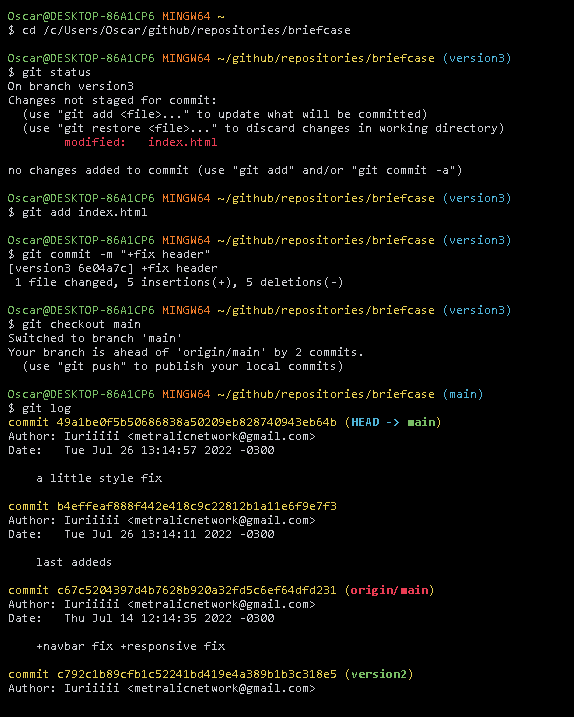 Oscar@DESKTOP-86A1CP6 MINGW64 ~
$ cd /c/Users/Oscar/github/repositories/briefcase
Oscar@DESKTOP-86A1CP6 MINGW64 ~/github/repositories/briefcase (version3)
$ git status
On branch version3
Changes not staged for commit:
  (use "git add <file>..." to update what will be committed)
  (use "git restore <file>..." to discard changes in working directory)
        modified:   index.html
no changes added to commit (use "git add" and/or "git commit -a")
Oscar@DESKTOP-86A1CP6 MINGW64 ~/github/repositories/briefcase (version3)
$ git add index.html
Oscar@DESKTOP-86A1CP6 MINGW64 ~/github/repositories/briefcase (version3)
$ git commit -m "+fix header"
[version3 6e04a7c] +fix header
 1 file changed, 5 insertions(+), 5 deletions(-)
Oscar@DESKTOP-86A1CP6 MINGW64 ~/github/repositories/briefcase (version3)
$ git checkout main
Switched to branch 'main'
Your branch is ahead of 'origin/main' by 2 commits.
  (use "git push" to publish your local commits)
Oscar@DESKTOP-86A1CP6 MINGW64 ~/github/repositories/briefcase (main)
$ git log
commit 49a1be0f5b50686838a50209eb828740943eb64b (HEAD -> main)
Author: Iuriiiii <metralicnetwork@gmail.com>
Date:   Tue Jul 26 13:14:57 2022 -0300
    a little style fix
commit b4effeaf888f442e418c9c22812b1a11e6f9e7f3
Author: Iuriiiii <metralicnetwork@gmail.com>
Date:   Tue Jul 26 13:14:11 2022 -0300
    last addeds
commit c67c5204397d4b7628b920a32fd5c6ef64dfd231 (origin/main)
Author: Iuriiiii <metralicnetwork@gmail.com>
Date:   Thu Jul 14 12:14:35 2022 -0300
    +navbar fix +responsive fix
commit c792c1b89cfb1c52241bd419e4a389b1b3c318e5 (version2)
Author: Iuriiiii <metralicnetwork@gmail.com>